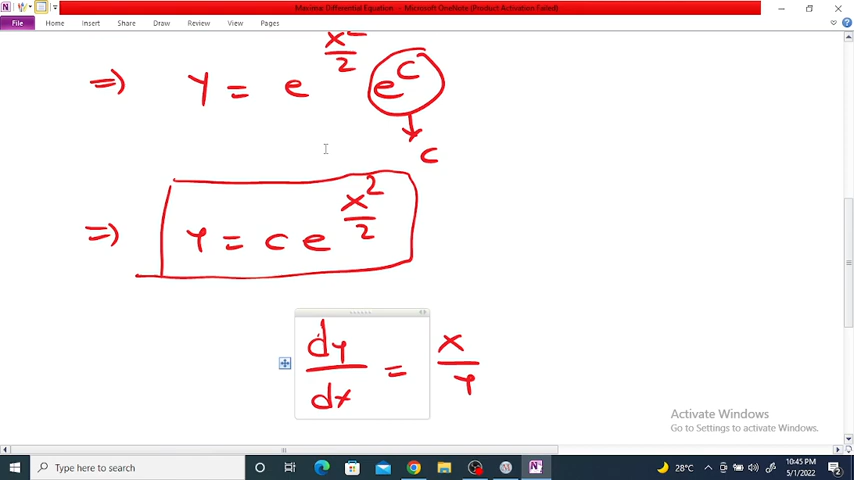 Maxima: Differential Equation - Microsoft OneNote (Product Activation Failed)
File Home Insert Share Draw Review View Pages
⇒ y = e^(x²/2) e^C
↓
c
⇒ y = c e^(x²/2)
dy/dx = x/y
Activate Windows
Go to Settings to activate Windows.
Type here to search
28°C
10:45 PM
5/1/2022
2